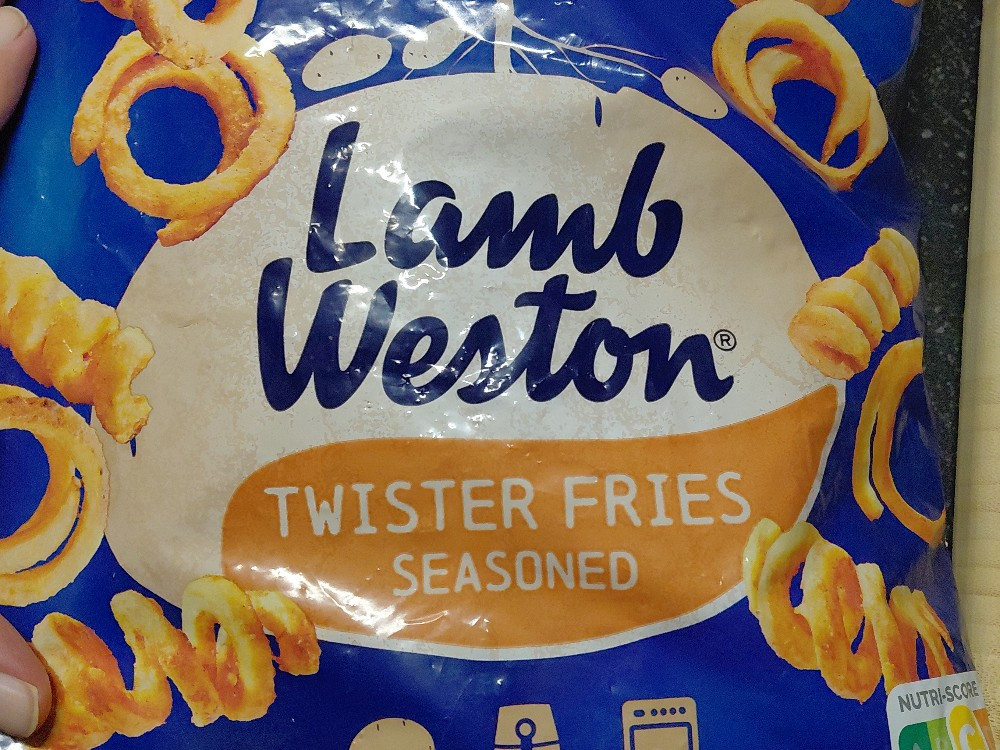 Lamb
Weston®
TWISTER FRIES
SEASONED
NUTRI-SCORE
C